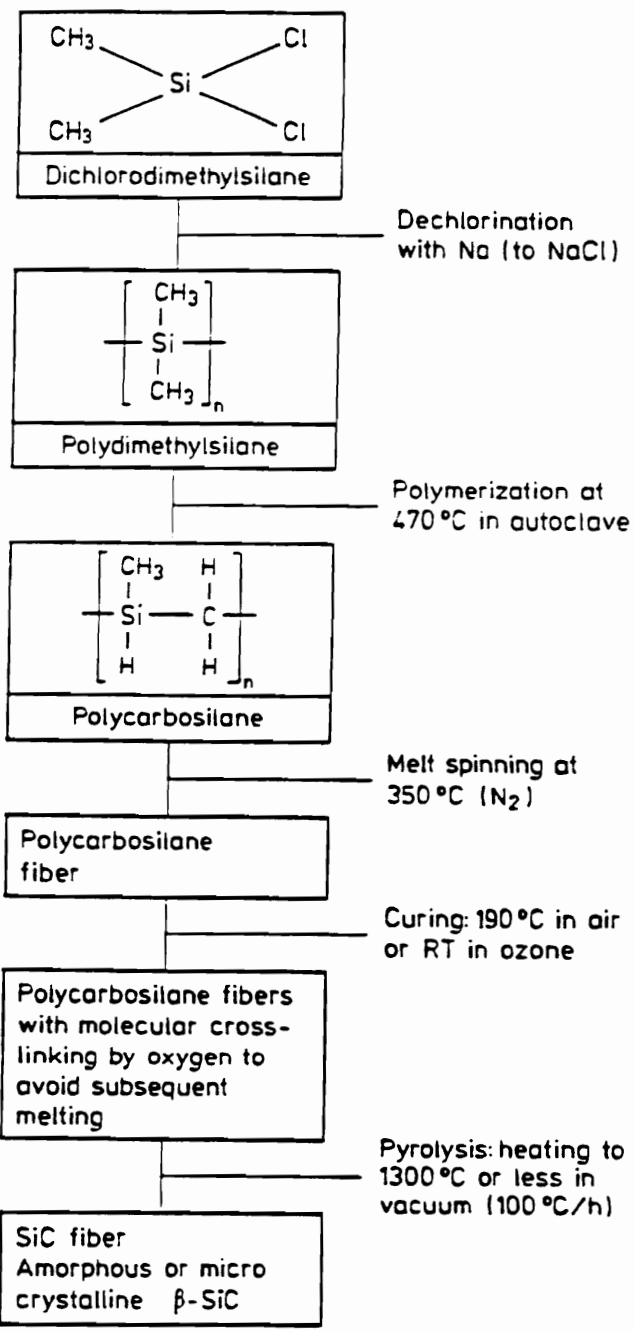 CH3 Cl
Si
CH3 Cl
Dichlorodimethylsilane
Dechlorination
with Na (to NaCl)
CH3
Si
CH3
n
Polydimethylsilane
Polymerization at
470°C in autoclave
CH3 H
Si C
H H
n
Polycarbosilane
Melt spinning at
350°C (N2)
Polycarbosilane
fiber
Curing: 190°C in air
or RT in ozone
Polycarbosilane fibers
with molecular cross-
linking by oxygen to
avoid subsequent
melting
Pyrolysis: heating to
1300°C or less in
vacuum (100°C/h)
SiC fiber
Amorphous or micro
crystalline β-SiC